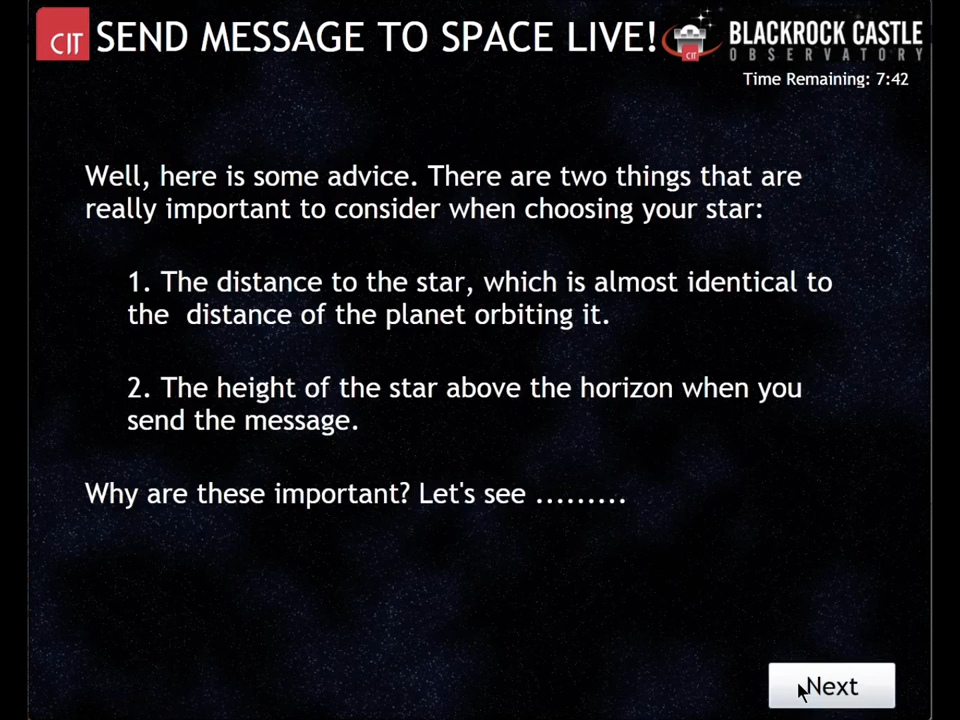 CIT SEND MESSAGE TO SPACE LIVE! CIT BLACKROCK CASTLE
OBSERVATORY
Time Remaining: 7:42
Well, here is some advice. There are two things that are
really important to consider when choosing your star:
1. The distance to the star, which is almost identical to
the  distance of the planet orbiting it.
2. The height of the star above the horizon when you
send the message.
Why are these important? Let's see .........
Next